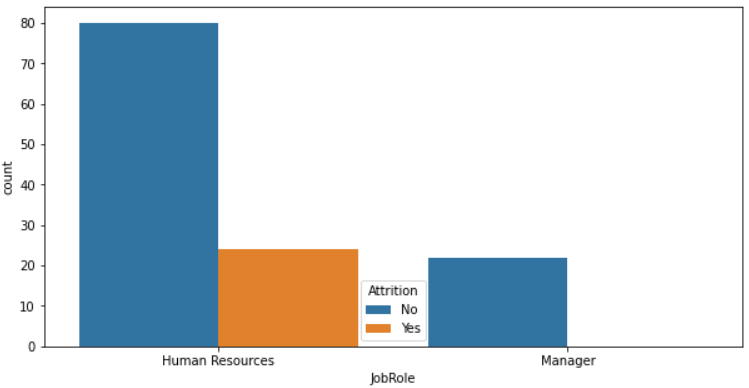 80
70
60
50
40
30
20
10
0
count
Attrition
No
Yes
Human Resources
Manager
JobRole